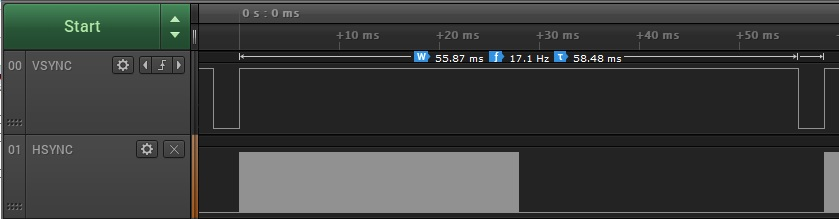 Start
0 s : 0 ms
+10 ms +20 ms +30 ms +40 ms +50 ms
00 VSYNC
W 55.87 ms f 17.1 Hz τ 58.48 ms
01 HSYNC